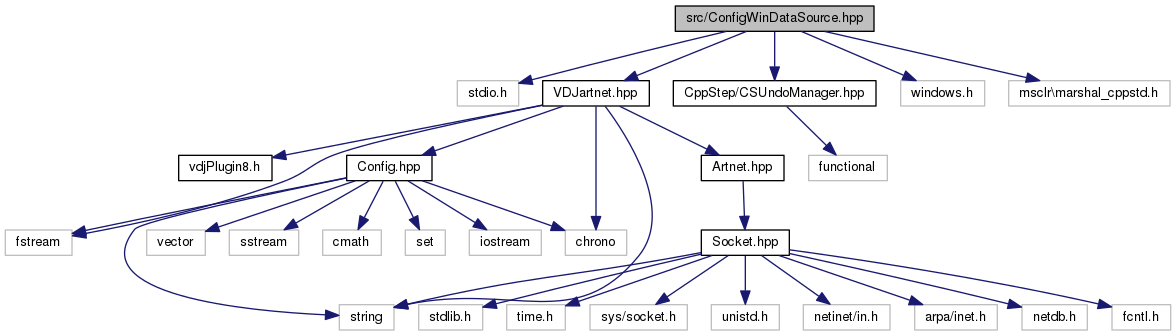 src/ConfigWinDataSource.hpp
stdio.h
VDJartnet.hpp
CppStep/CSUndoManager.hpp
windows.h
msclr\marshal_cppstd.h
vdjPlugin8.h
Config.hpp
Artnet.hpp
functional
fstream
vector
sstream
cmath
set
iostream
chrono
Socket.hpp
string
stdlib.h
time.h
sys/socket.h
unistd.h
netinet/in.h
arpa/inet.h
netdb.h
fcntl.h